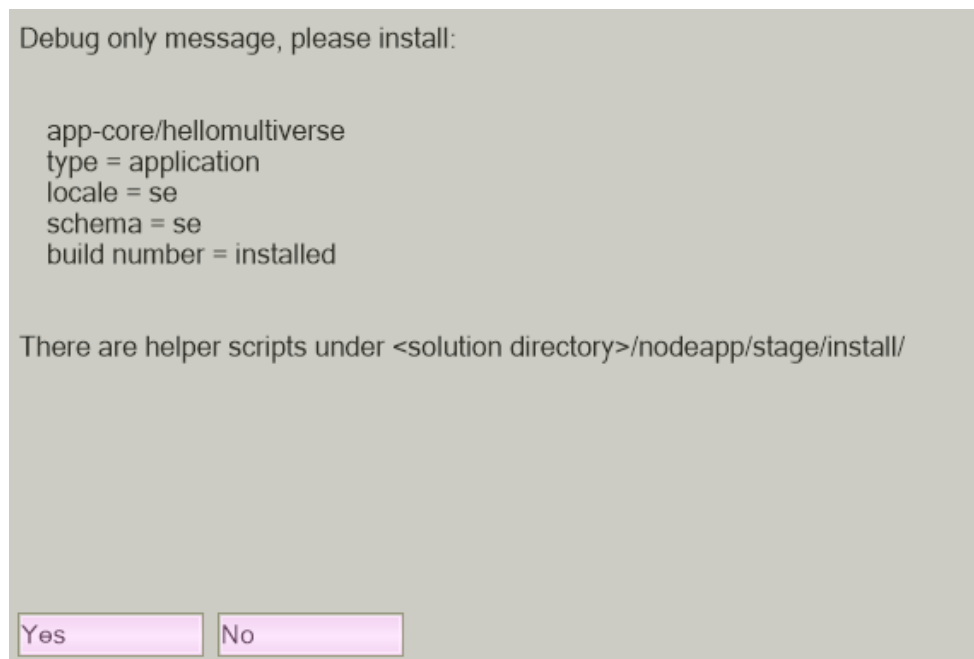 Debug only message, please install:
app-core/hellomultiverse
type = application
locale = se
schema = se
build number = installed
There are helper scripts under <solution directory>/nodeapp/stage/install/
Yes
No